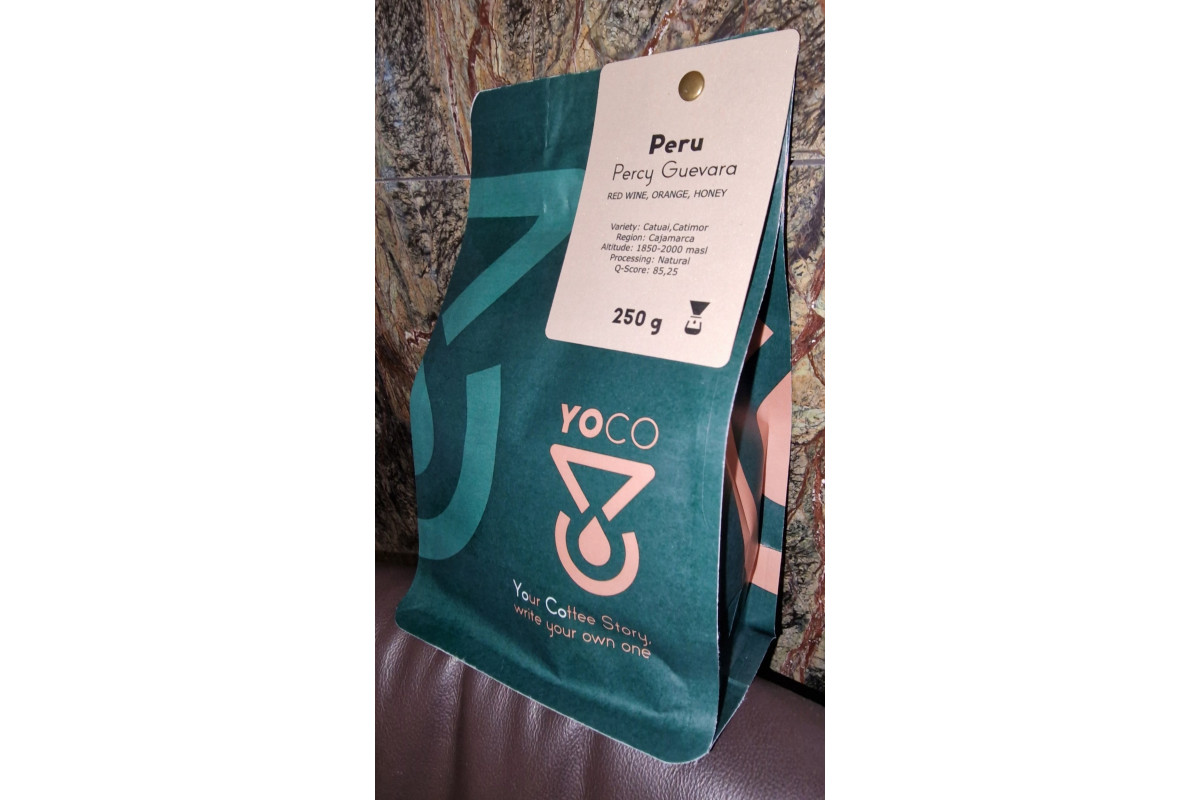 Peru
Percy Guevara
RED WINE, ORANGE, HONEY
Variety: Catuai,Catimor
Region: Cajamarca
Altitude: 1850-2000 masl
Processing: Natural
Q-Score: 85,25
250 g
YOCO
Your Coffee Story,
write your own one